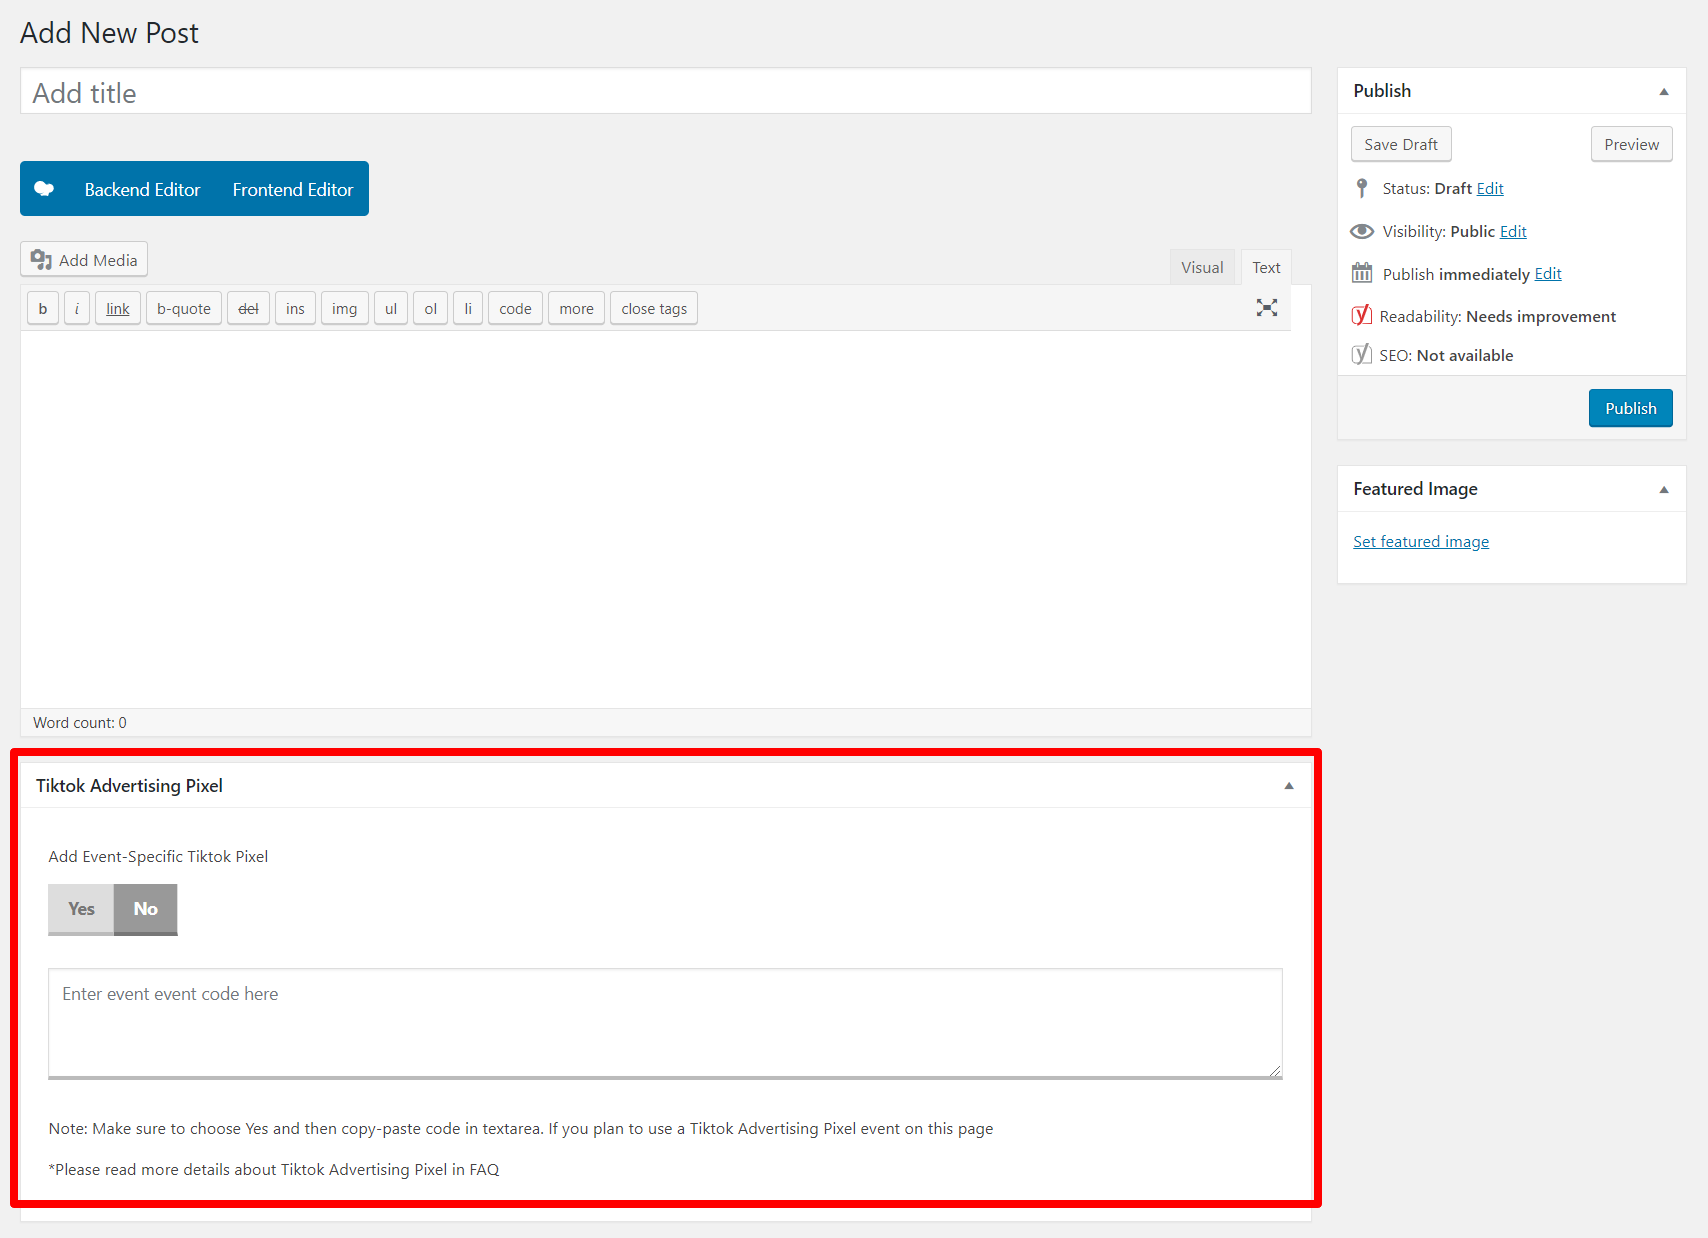 Add New Post
Add title
Backend Editor Frontend Editor
Add Media
Visual Text
b i link b-quote del ins img ul ol li code more close tags
Word count: 0
Tiktok Advertising Pixel
Add Event-Specific Tiktok Pixel
Yes No
Enter event event code here
Note: Make sure to choose Yes and then copy-paste code in textarea. If you plan to use a Tiktok Advertising Pixel event on this page
*Please read more details about Tiktok Advertising Pixel in FAQ
Publish
Save Draft Preview
Status: Draft Edit
Visibility: Public Edit
Publish immediately Edit
Readability: Needs improvement
SEO: Not available
Publish
Featured Image
Set featured image